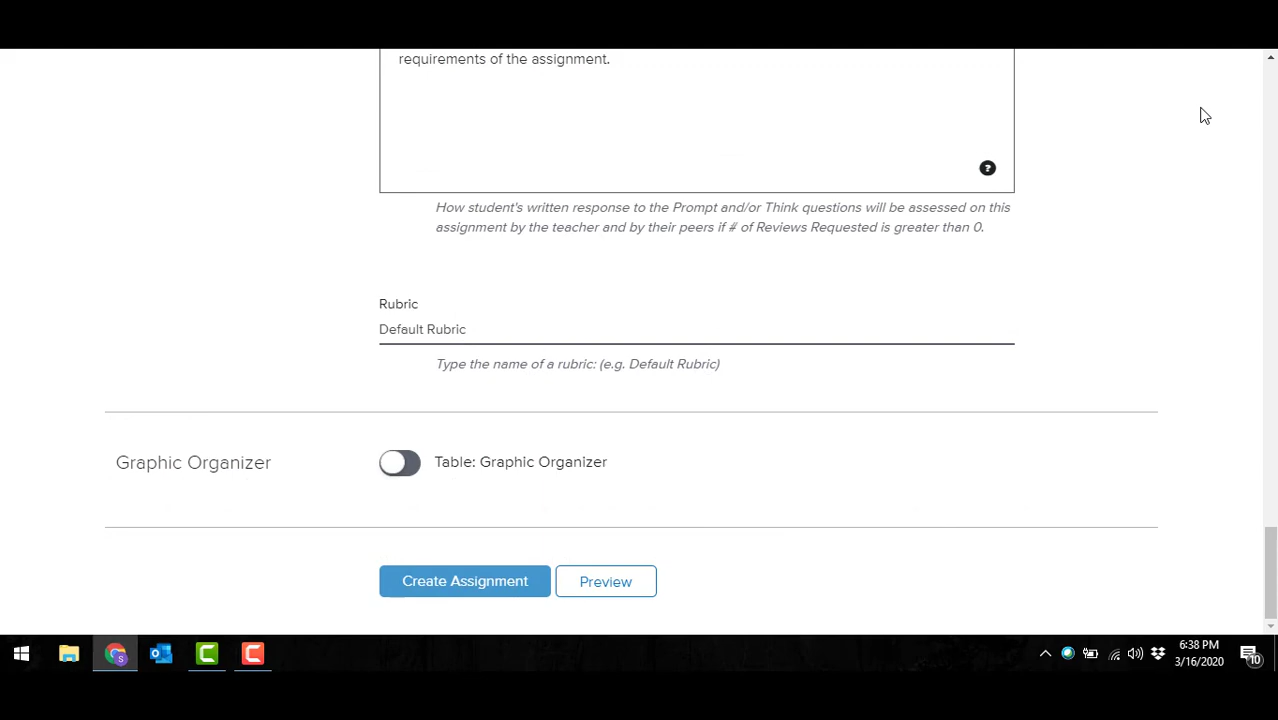 requirements of the assignment.
?
How student's written response to the Prompt and/or Think questions will be assessed on this
assignment by the teacher and by their peers if # of Reviews Requested is greater than 0.
Rubric
Default Rubric
Type the name of a rubric: (e.g. Default Rubric)
Graphic Organizer
Table: Graphic Organizer
Create Assignment
Preview
S
6:38 PM
3/16/2020
10